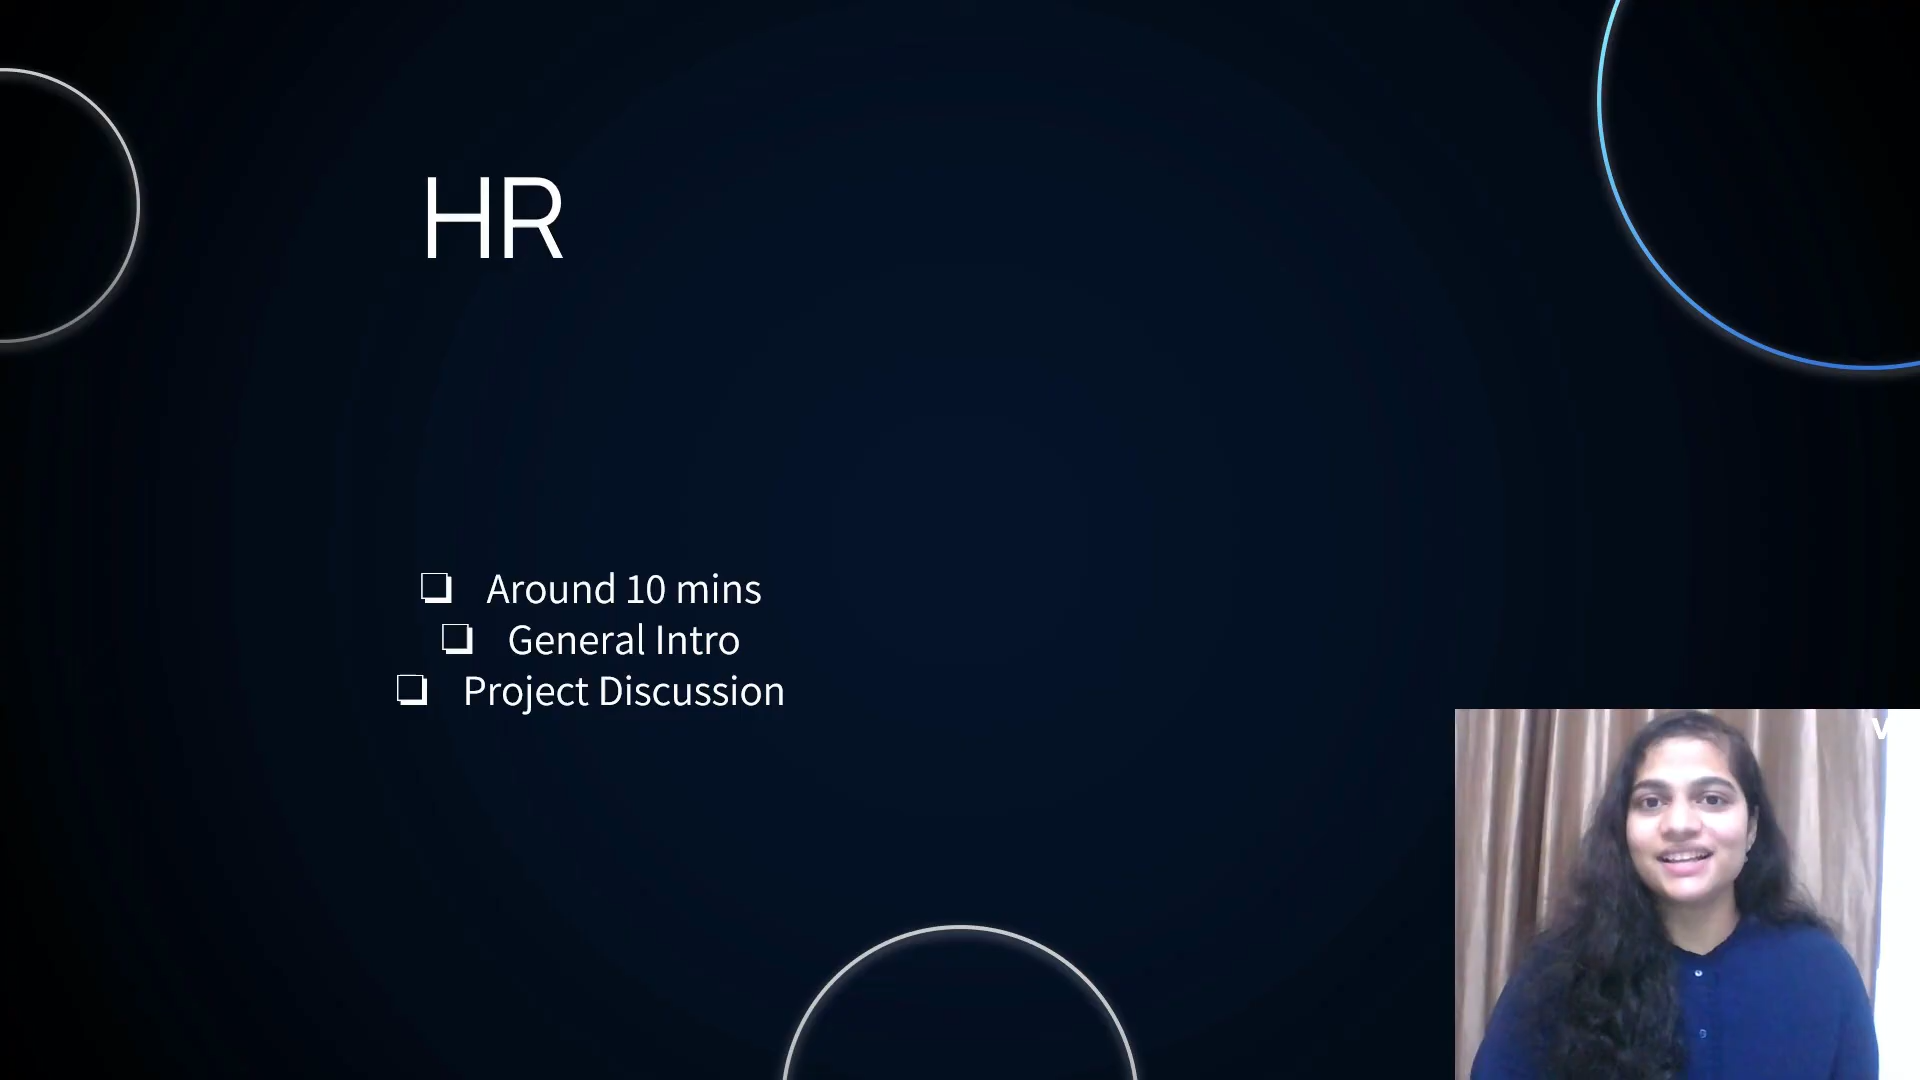 HR
❏ Around 10 mins
❏ General Intro
❏ Project Discussion